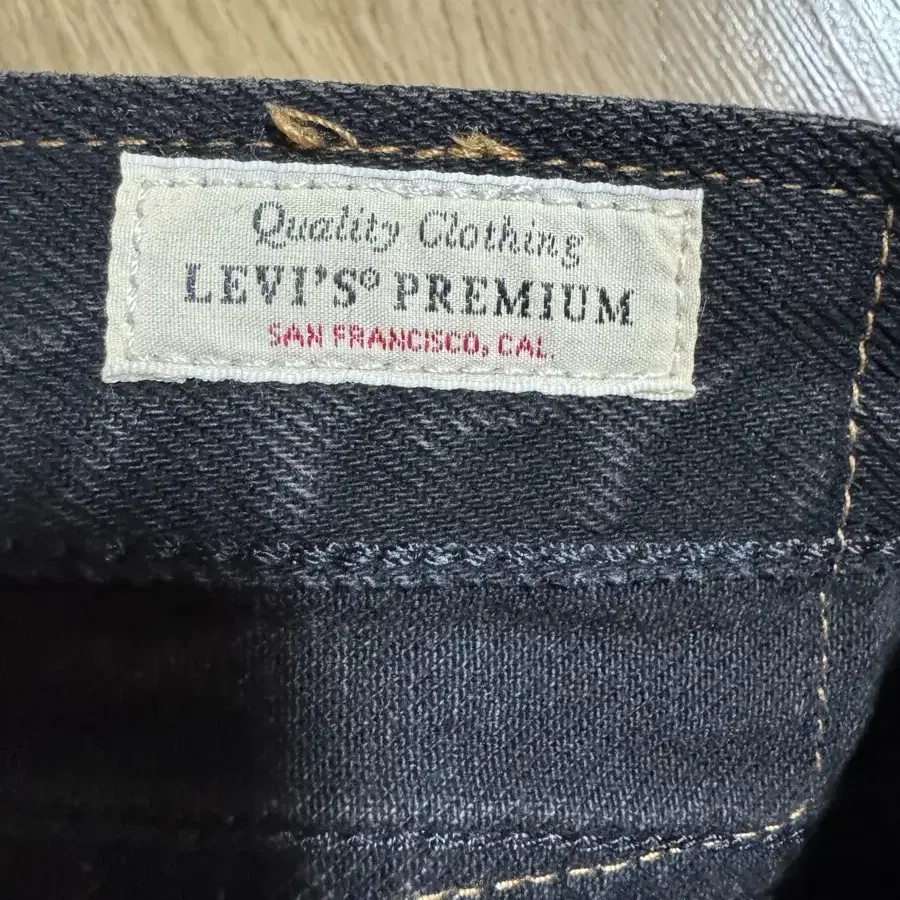 Quality Clothing
LEVI'S® PREMIUM
SAN FRANCISCO, CAL.